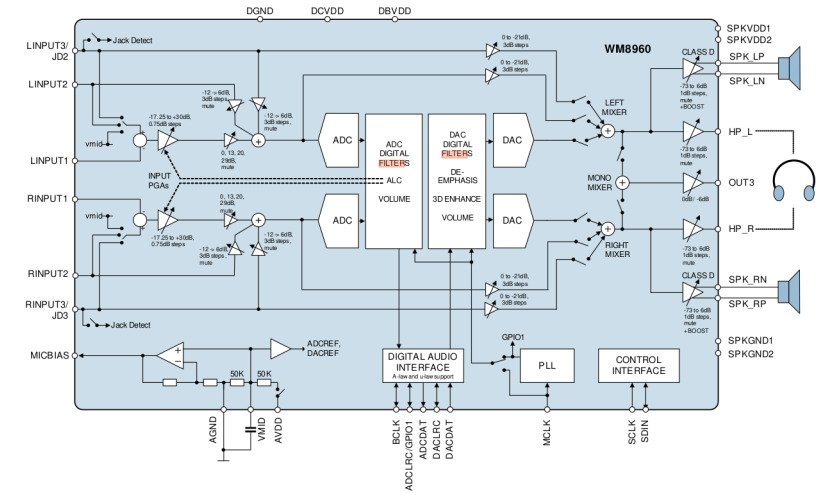 DGND
DCVDD
DBVDD
WM8960
LINPUT3/
JD2
Jack Detect
LINPUT2
LINPUT1
vmid
-17.25 to +30dB,
0.75dB steps
-12 -> 6dB,
3dB steps,
mute
-12 -> 6dB,
3dB steps,
mute
0, 13, 20,
29dB,
mute
INPUT
PGAs
RINPUT1
vmid
-17.25 to +30dB,
0.75dB steps
0, 13, 20,
29dB,
mute
-12 -> 6dB,
3dB steps,
mute
-12 -> 6dB,
3dB steps,
mute
RINPUT2
RINPUT3/
JD3
Jack Detect
ADC
ADC
ADC
DIGITAL
FILTERS
ALC
VOLUME
DAC
DIGITAL
FILTERS
DE-
EMPHASIS
3D ENHANCE
VOLUME
DAC
DAC
0 to -21dB,
3dB steps
0 to -21dB,
3dB steps
0 to -21dB,
3dB steps
0 to -21dB,
3dB steps
LEFT
MIXER
MONO
MIXER
RIGHT
MIXER
CLASS D
-73 to 6dB
1dB steps,
mute
+BOOST
-73 to 6dB
1dB steps,
mute
0dB/ -6dB
-73 to 6dB
1dB steps,
mute
CLASS D
-73 to 6dB
1dB steps,
mute
+BOOST
SPKVDD1
SPKVDD2
SPK_LP
SPK_LN
HP_L
OUT3
HP_R
SPK_RN
SPK_RP
SPKGND1
SPKGND2
MICBIAS
ADCREF,
DACREF
50K
50K
DIGITAL AUDIO
INTERFACE
A-law and u-law support
GPIO1
PLL
CONTROL
INTERFACE
AGND
VMID
AVDD
BCLK
ADCLRC/GPIO1
ADCDAT
DACLRC
DACDAT
MCLK
SCLK
SDIN